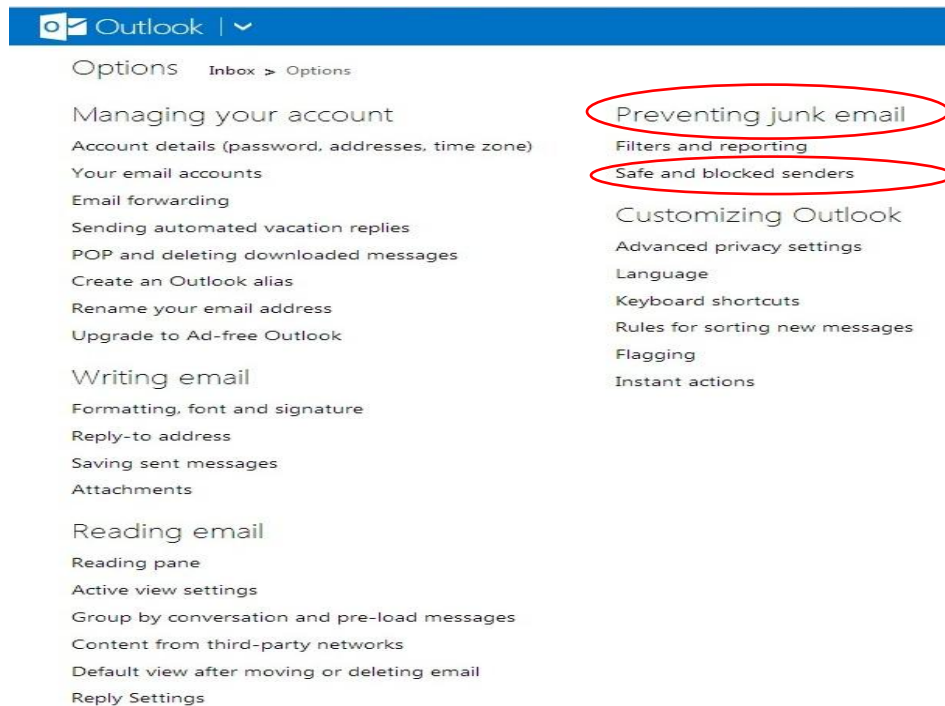 Outlook
Options Inbox > Options
Managing your account
Account details (password, addresses, time zone)
Your email accounts
Email forwarding
Sending automated vacation replies
POP and deleting downloaded messages
Create an Outlook alias
Rename your email address
Upgrade to Ad-free Outlook
Writing email
Formatting, font and signature
Reply-to address
Saving sent messages
Attachments
Reading email
Reading pane
Active view settings
Group by conversation and pre-load messages
Content from third-party networks
Default view after moving or deleting email
Reply Settings
Preventing junk email
Filters and reporting
Safe and blocked senders
Customizing Outlook
Advanced privacy settings
Language
Keyboard shortcuts
Rules for sorting new messages
Flagging
Instant actions